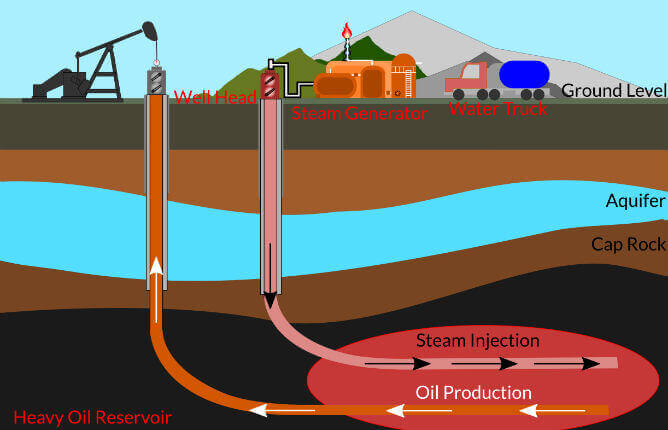 Well Head
Steam Generator
Water Truck
Ground Level
Aquifer
Cap Rock
Steam Injection
Oil Production
Heavy Oil Reservoir